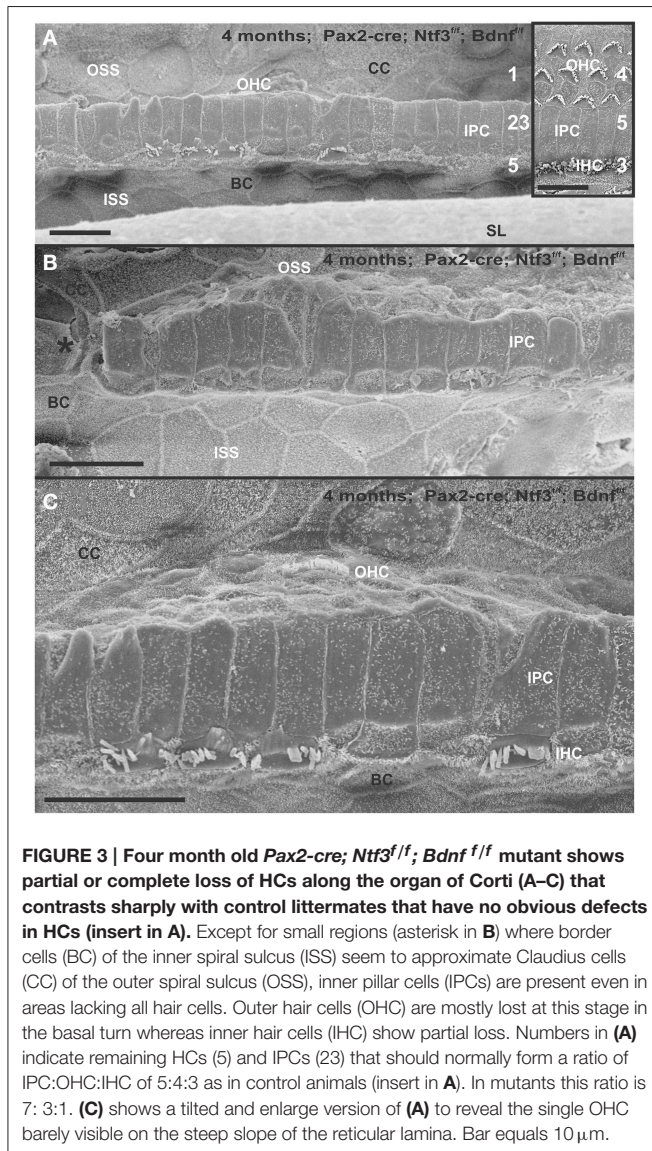 A 4 months; Pax2-cre; Ntf3f/f; Bdnff/f
OSS CC 1 OHC 4
OHC
IPC 23 IPC 5
5 IHC 3
ISS BC
SL
B OSS 4 months; Pax2-cre; Ntf3f/f; Bdnff/f
CC
*
IPC
BC
ISS
C 4 months; Pax2-cre; Ntf3f/f; Bdnff/f
CC
OHC
IPC
IHC
BC
FIGURE 3 | Four month old Pax2-cre; Ntf3f/f; Bdnf f/f mutant shows
partial or complete loss of HCs along the organ of Corti (A–C) that
contrasts sharply with control littermates that have no obvious defects
in HCs (insert in A). Except for small regions (asterisk in B) where border
cells (BC) of the inner spiral sulcus (ISS) seem to approximate Claudius cells
(CC) of the outer spiral sulcus (OSS), inner pillar cells (IPCs) are present even in
areas lacking all hair cells. Outer hair cells (OHC) are mostly lost at this stage in
the basal turn whereas inner hair cells (IHC) show partial loss. Numbers in (A)
indicate remaining HCs (5) and IPCs (23) that should normally form a ratio of
IPC:OHC:IHC of 5:4:3 as in control animals (insert in A). In mutants this ratio is
7: 3:1. (C) shows a tilted and enlarge version of (A) to reveal the single OHC
barely visible on the steep slope of the reticular lamina. Bar equals 10 μm.